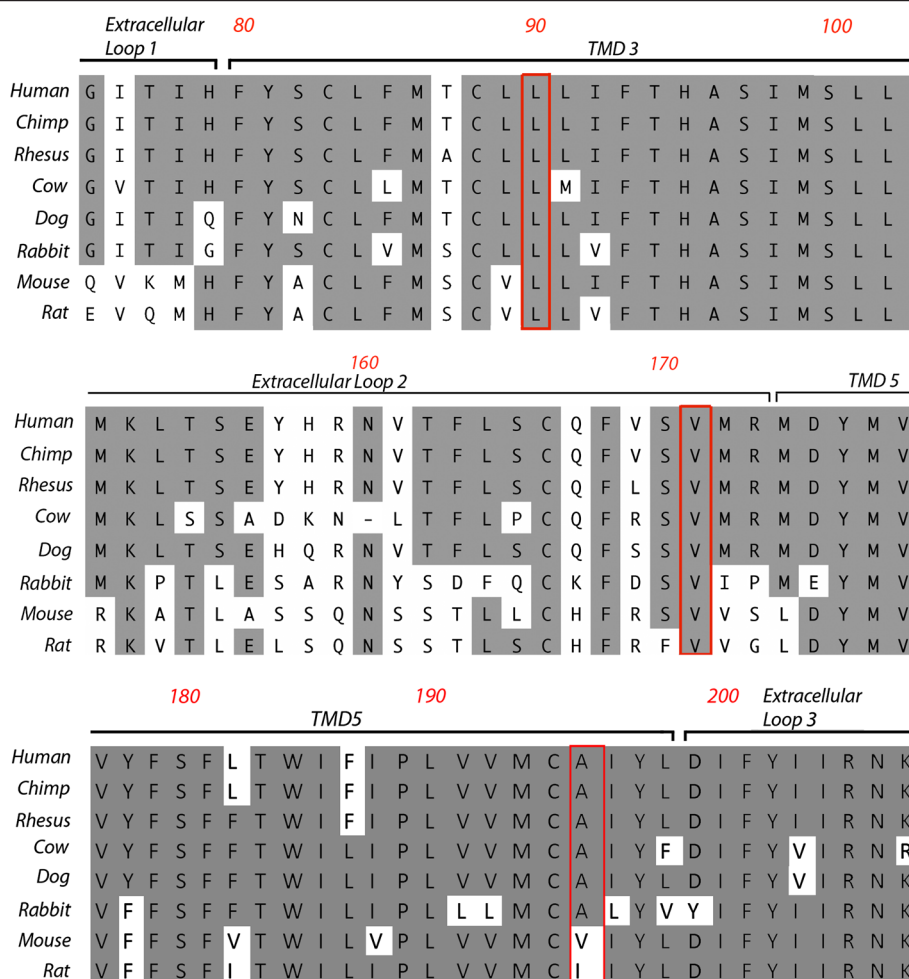 Extracellular 80 90 100
Loop 1 TMD 3
Human G I T I H F Y S C L F M T C L L L I F T H A S I M S L L
Chimp G I T I H F Y S C L F M T C L L L I F T H A S I M S L L
Rhesus G I T I H F Y S C L F M A C L L L I F T H A S I M S L L
Cow G V T I H F Y S C L L M T C L L M I F T H A S I M S L L
Dog G I T I Q F Y N C L F M T C L L L I F T H A S I M S L L
Rabbit G I T I G F Y S C L V M S C L L L V F T H A S I M S L L
Mouse Q V K M H F Y A C L F M S C V L L I F T H A S I M S L L
Rat E V Q M H F Y A C L F M S C V L L V F T H A S I M S L L
160 170
Extracellular Loop 2 TMD 5
Human M K L T S E Y H R N V T F L S C Q F V S V M R M D Y M V
Chimp M K L T S E Y H R N V T F L S C Q F V S V M R M D Y M V
Rhesus M K L T S E Y H R N V T F L S C Q F L S V M R M D Y M V
Cow M K L S S A D K N – L T F L P C Q F R S V M R M D Y M V
Dog M K L T S E H Q R N V T F L S C Q F S S V M R M D Y M V
Rabbit M K P T L E S A R N Y S D F Q C K F D S V I P M E Y M V
Mouse R K A T L A S S Q N S S T L L C H F R S V V S L D Y M V
Rat R K V T L E L S Q N S S T L S C H F R F V V G L D Y M V
180 190 200 Extracellular
TMD5 Loop 3
Human V Y F S F L T W I F I P L V V M C A I Y L D I F Y I I R N K
Chimp V Y F S F L T W I F I P L V V M C A I Y L D I F Y I I R N K
Rhesus V Y F S F F T W I F I P L V V M C A I Y L D I F Y I I R N K
Cow V Y F S F F T W I L I P L V V M C A I Y F D I F Y V I R N R
Dog V Y F S F F T W I L I P L V V M C A I Y L D I F Y V I R N K
Rabbit V F F S F F T W I L I P L L L M C A L Y V Y I F Y I I R N K
Mouse V F F S F V T W I L V P L V V M C V I Y L D I F Y I I R N K
Rat V F F S F I T W I L I P L V V M C I I Y L D I F Y I I R N K